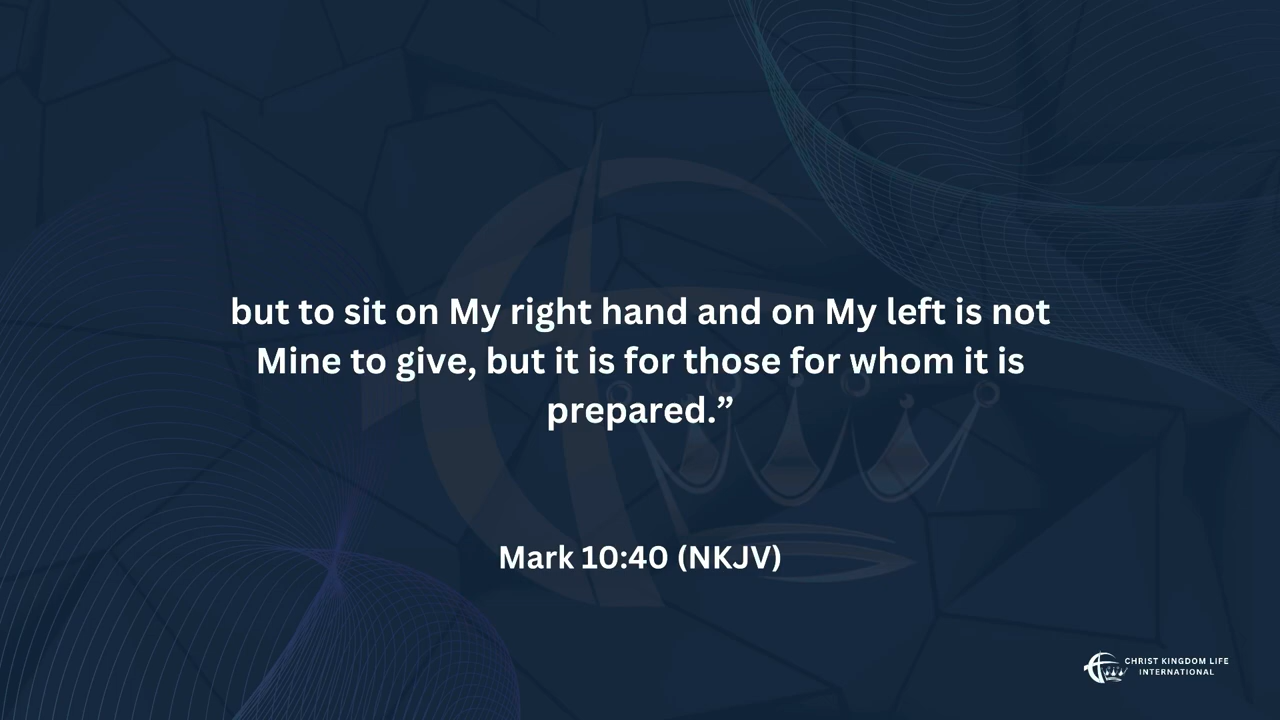 but to sit on My right hand and on My left is not
Mine to give, but it is for those for whom it is
prepared.”
Mark 10:40 (NKJV)
CHRIST KINGDOM LIFE
INTERNATIONAL